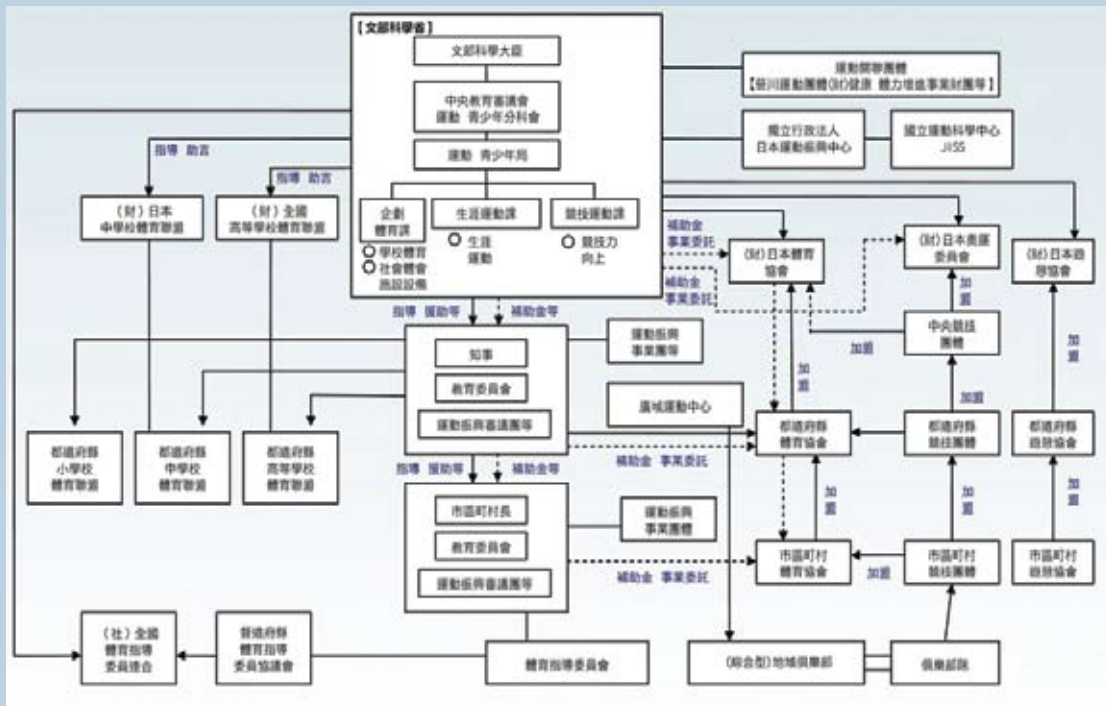 【文部科學省】
文部科學大臣
中央教育審議會
運動 青少年分科會
運動 青少年局
企劃
體育課
生涯運動課
競技運動課
學校體育
社會體會
施設設備
生涯
運動
競技力
向上
運動關聯團體
【笹川運動團體(財)健康 體力增進事業財團等】
獨立行政法人
日本運動振興中心
國立運動科學中心
JISS
指導 助言
指導 助言
(財)日本
中學校體育聯盟
(財)全國
高等學校體育聯盟
補助金
事業委託
補助金
事業委託
(財)日本體育
協會
(財)日本奧運
委員會
(財)日本遊
憩協會
加
盟
中央競技
團體
加盟
加
盟
加
盟
加
盟
指導 援助等
補助金等
知事
教育委員會
運動振興審議團等
運動振興
事業團等
廣域運動中心
都道府縣
小學校
體育聯盟
都道府縣
中學校
體育聯盟
都道府縣
高等學校
體育聯盟
都道府縣
體育協會
都道府縣
競技團體
都道府縣
遊憩協會
指導 援助等
補助金等
補助金 事業委託
加
盟
加
盟
加
盟
市區町村長
教育委員會
運動振興審議團等
運動振興
事業團體
補助金 事業委託
市區町村
體育協會
加盟
市區町村
競技團體
市區町村
遊憩協會
(社)全國
體育指導
委員連合
督道府縣
體育指導
委員協議會
體育指導委員會
(綜合型)地域俱樂部
俱樂部隊